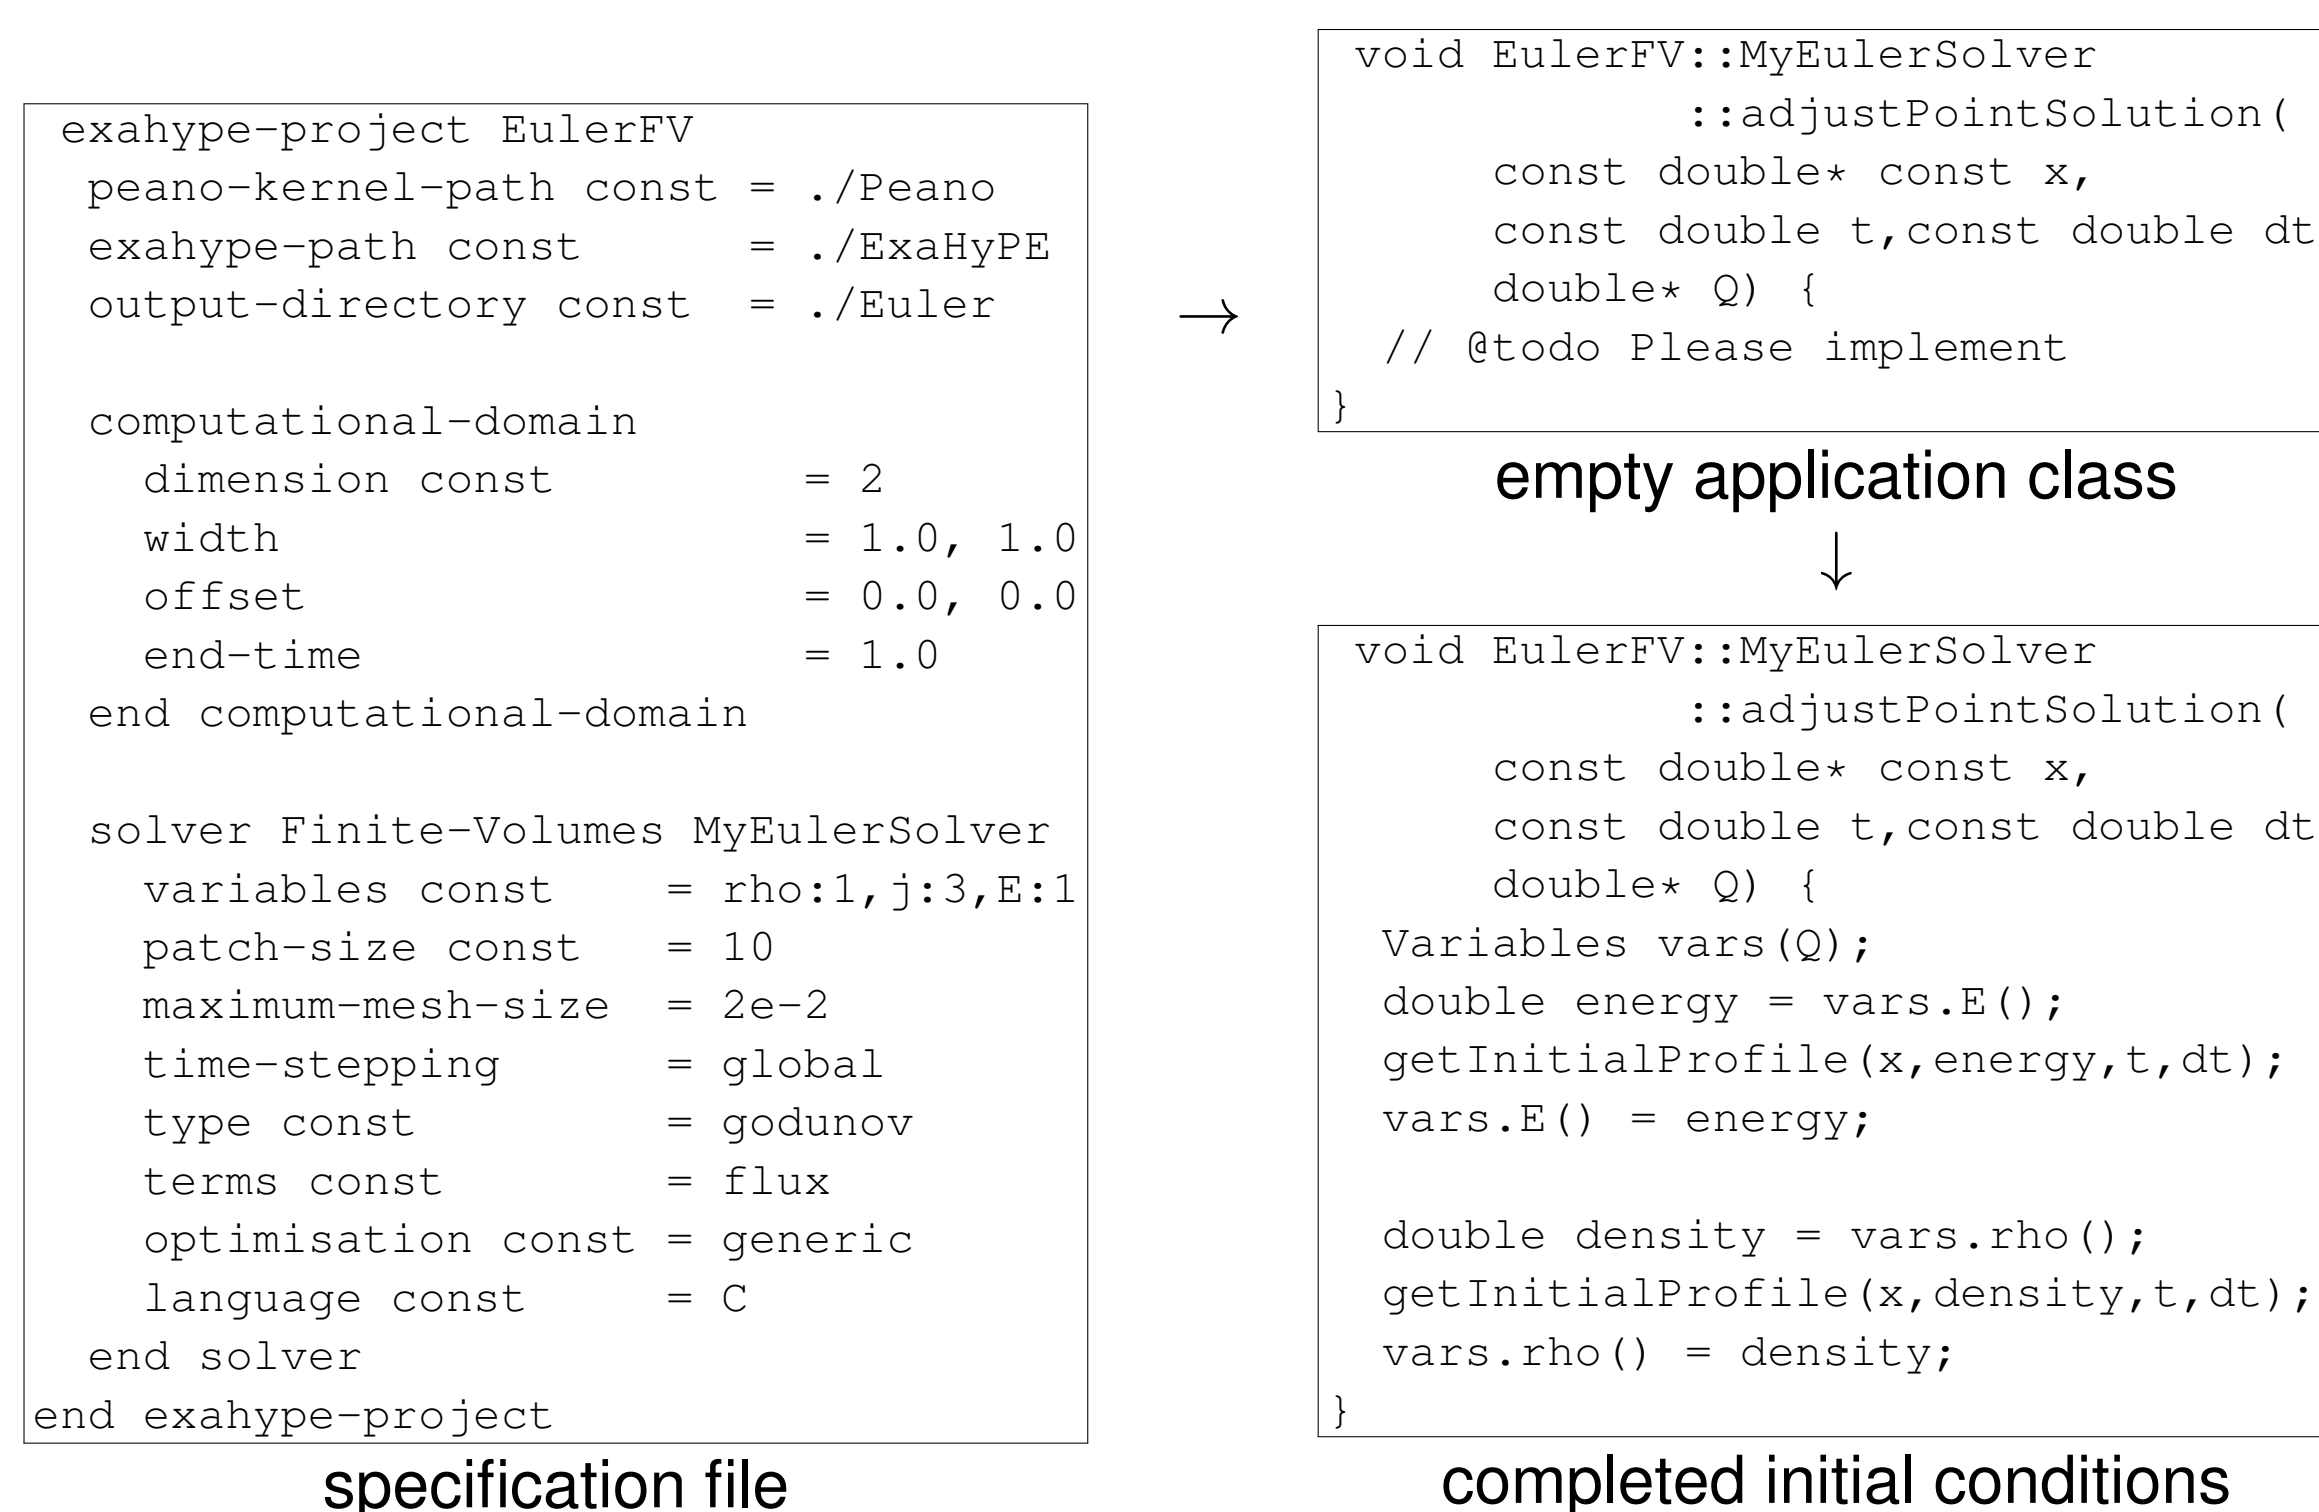 exahype-project EulerFV
peano-kernel-path const = ./Peano
exahype-path const = ./ExaHyPE
output-directory const = ./Euler
computational-domain
dimension const = 2
width = 1.0, 1.0
offset = 0.0, 0.0
end-time = 1.0
end computational-domain
solver Finite-Volumes MyEulerSolver
variables const = rho:1,j:3,E:1
patch-size const = 10
maximum-mesh-size = 2e-2
time-stepping = global
type const = godunov
terms const = flux
optimisation const = generic
language const = C
end solver
end exahype-project
specification file
→
void EulerFV::MyEulerSolver
::adjustPointSolution(
const double* const x,
const double t,const double dt
double* Q) {
// @todo Please implement
}
empty application class
↓
void EulerFV::MyEulerSolver
::adjustPointSolution(
const double* const x,
const double t,const double dt
double* Q) {
Variables vars(Q);
double energy = vars.E();
getInitialProfile(x,energy,t,dt);
vars.E() = energy;
double density = vars.rho();
getInitialProfile(x,density,t,dt);
vars.rho() = density;
}
completed initial conditions